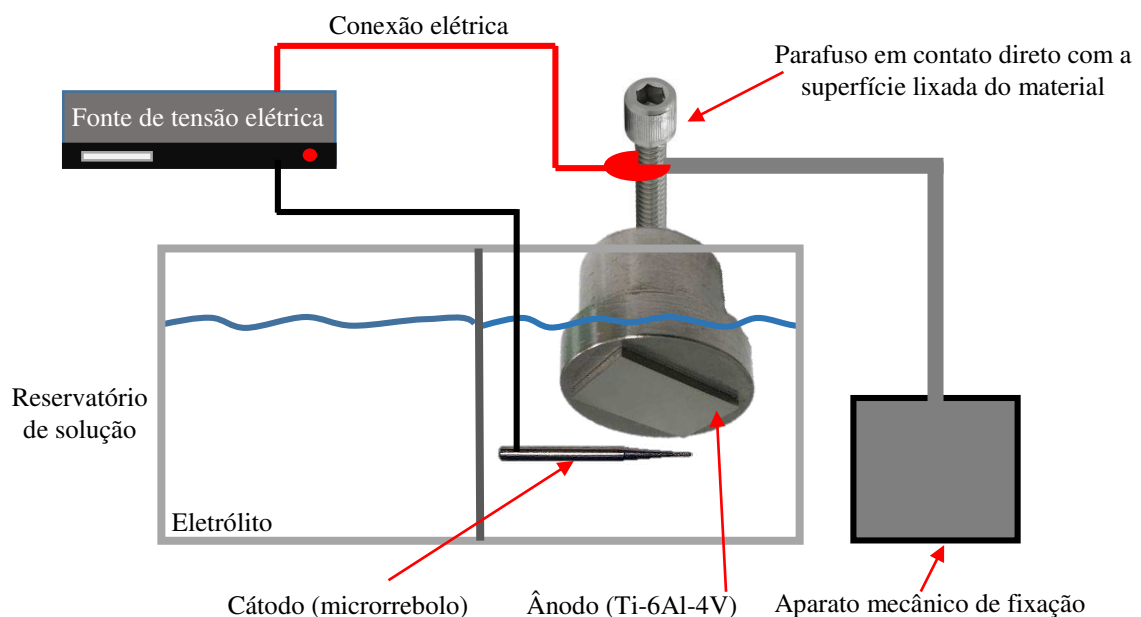 Conexão elétrica
Parafuso em contato direto com a
superfície lixada do material
Fonte de tensão elétrica
Reservatório
de solução
Eletrólito
Cátodo (microrrebolo)
Ânodo (Ti-6Al-4V)
Aparato mecânico de fixação